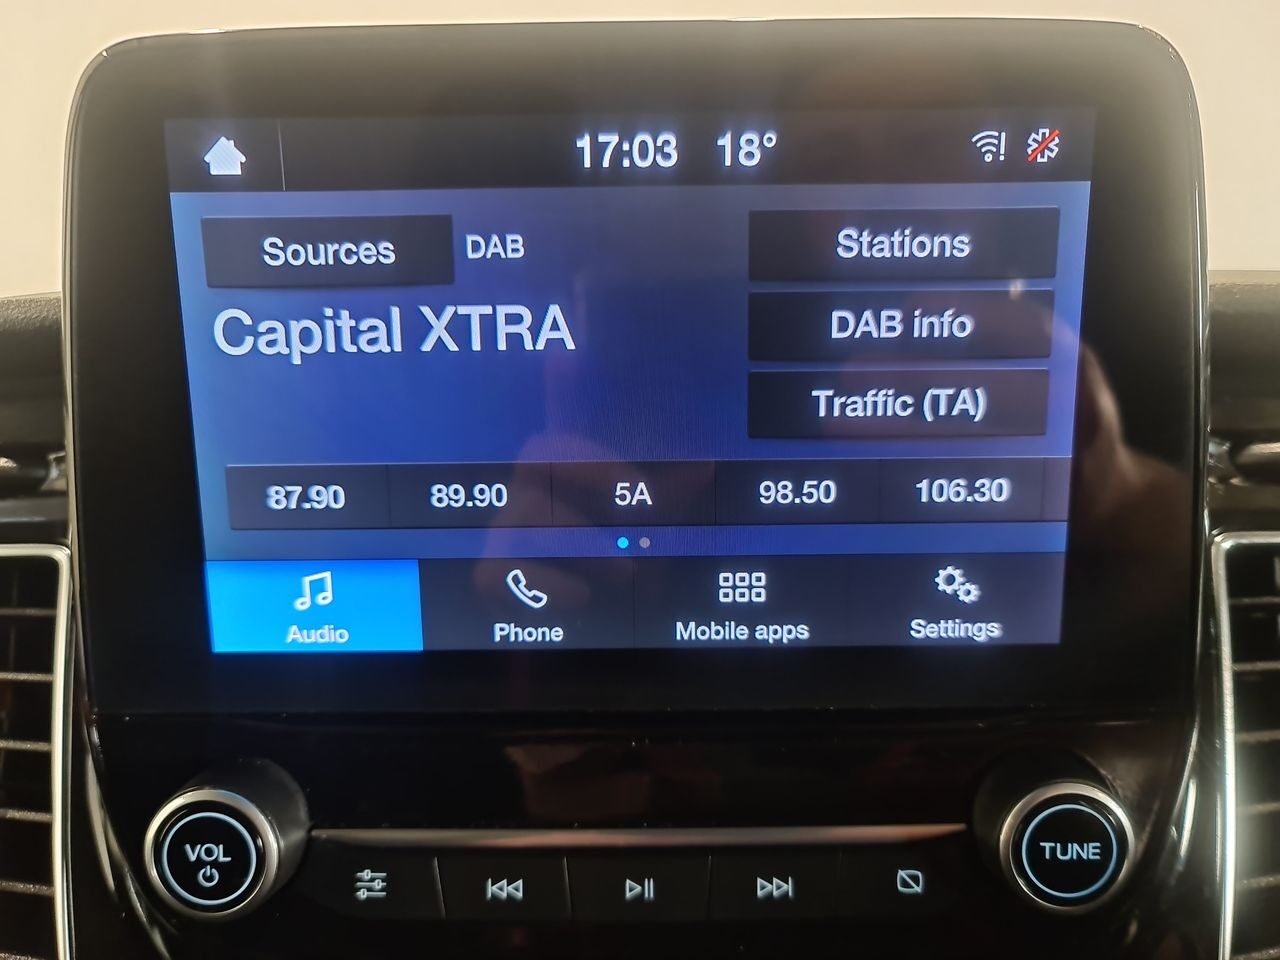 17:03 18°
Sources DAB Stations
Capital XTRA DAB info
Traffic (TA)
87.90 89.90 5A 98.50 106.30
Audio Phone Mobile apps Settings
VOL TUNE